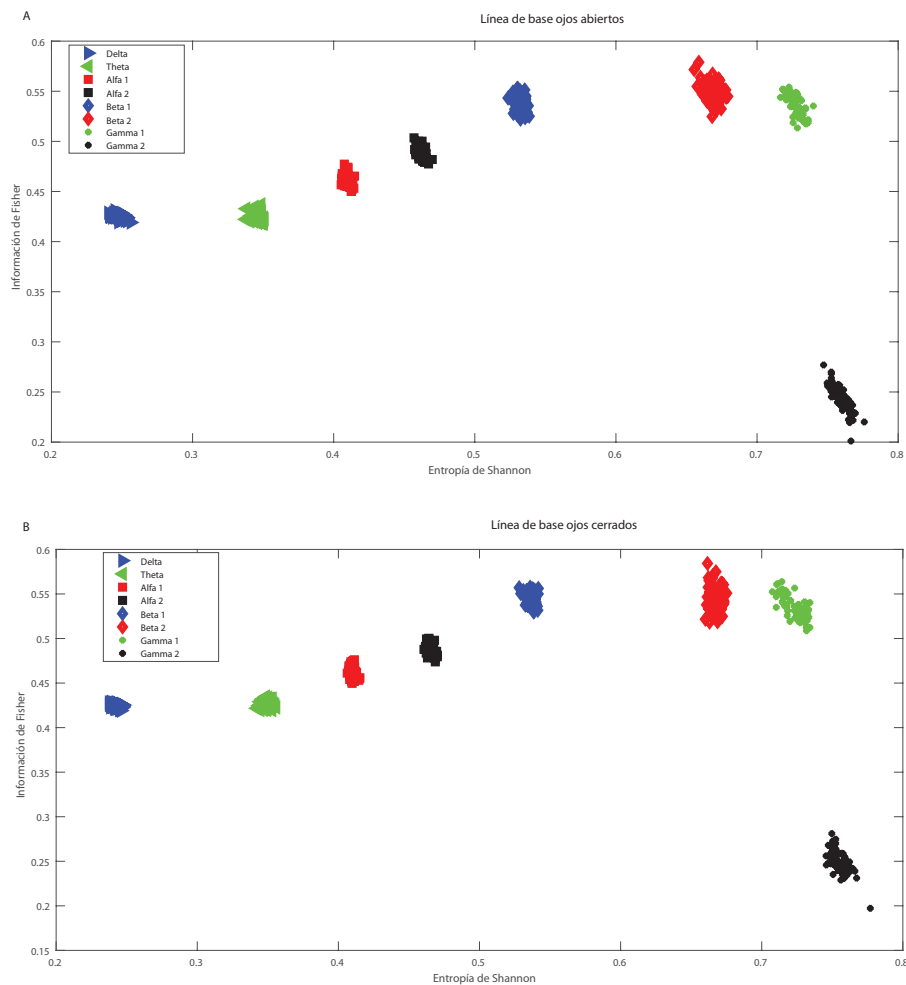 A
Línea de base ojos abiertos
0.6
0.55
0.5
0.45
0.4
0.35
0.3
0.25
0.2
Información de Fisher
Delta
Theta
Alfa 1
Alfa 2
Beta 1
Beta 2
Gamma 1
Gamma 2
0.2 0.3 0.4 0.5 0.6 0.7 0.8
Entropía de Shannon
B
Línea de base ojos cerrados
0.6
0.55
0.5
0.45
0.4
0.35
0.3
0.25
0.2
0.15
Información de Fisher
Delta
Theta
Alfa 1
Alfa 2
Beta 1
Beta 2
Gamma 1
Gamma 2
0.2 0.3 0.4 0.5 0.6 0.7 0.8
Entropía de Shannon